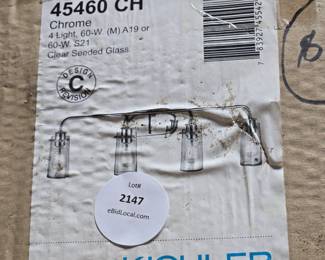 45460 CH
Chrome
4 Light, 60-W (M) A19 or
60-W, S21
Clear Seeded Glass
DESIGN
C
REVISION
Lot#
2147
eBidLocal.com
KICHLER